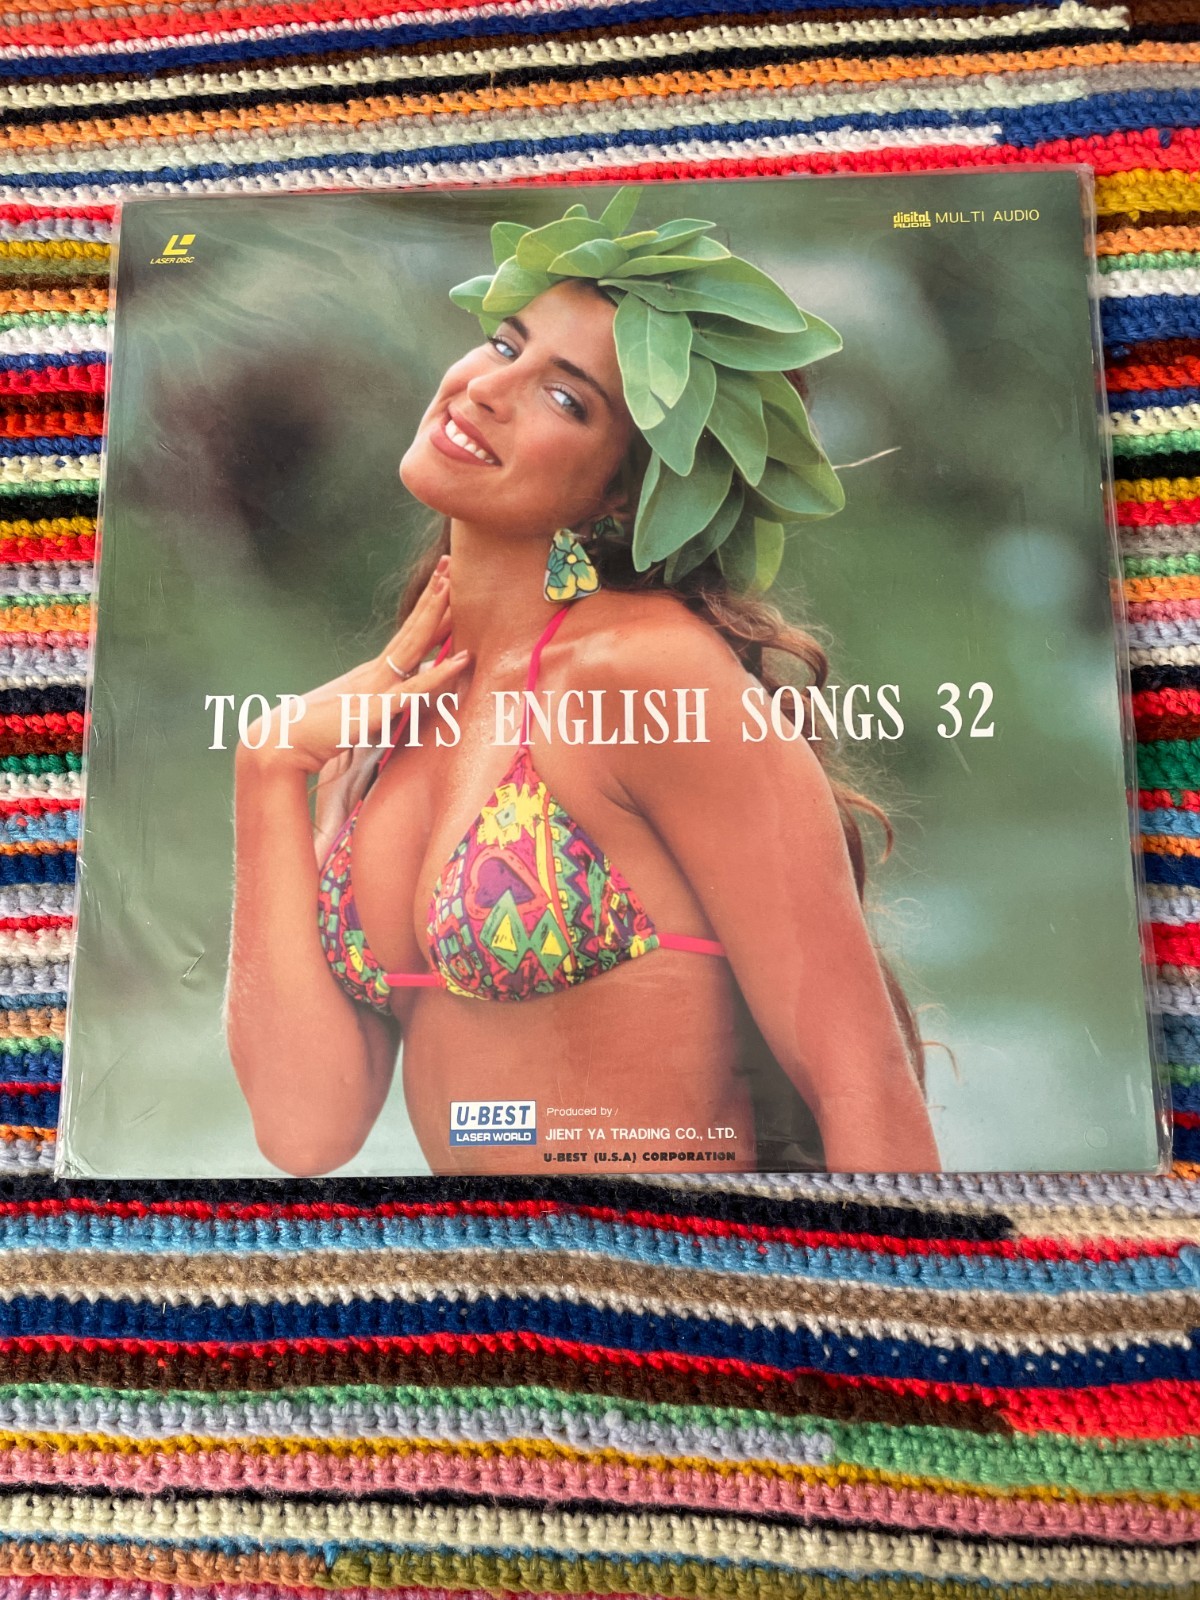 LASER DISC
digital AUDIO MULTI AUDIO
TOP HITS ENGLISH SONGS 32
U-BEST
LASER WORLD
Produced by /
JIENT YA TRADING CO., LTD.
U-BEST (U.S.A) CORPORATION